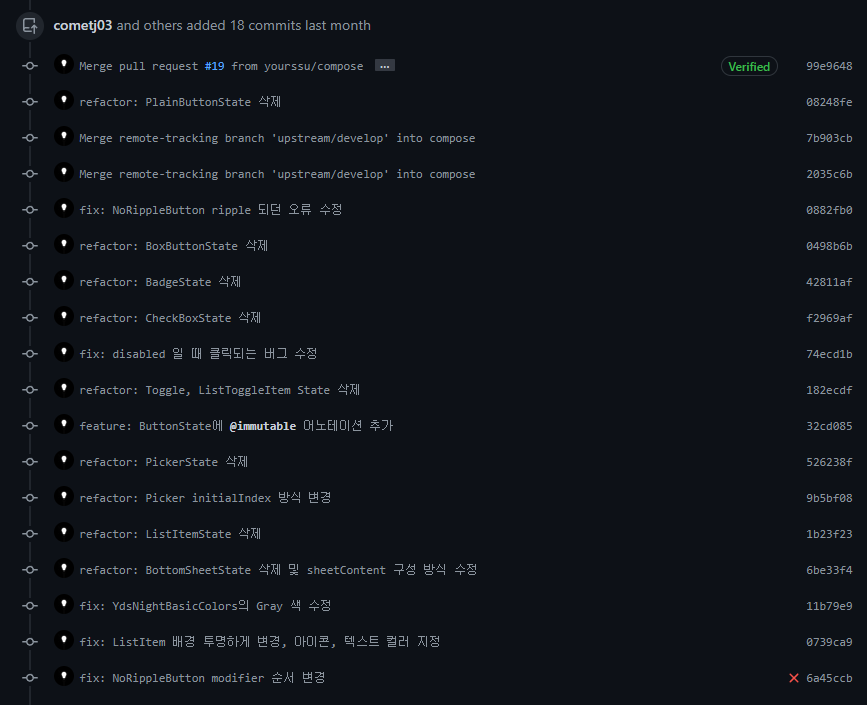 cometj03 and others added 18 commits last month
Merge pull request #19 from yourssu/compose ... Verified 99e9648
refactor: PlainButtonState 삭제 08248fe
Merge remote-tracking branch 'upstream/develop' into compose 7b903cb
Merge remote-tracking branch 'upstream/develop' into compose 2035c6b
fix: NoRippleButton ripple 되던 오류 수정 0882fb0
refactor: BoxButtonState 삭제 0498b6b
refactor: BadgeState 삭제 42811af
refactor: CheckBoxState 삭제 f2969af
fix: disabled 일 때 클릭되는 버그 수정 74ecd1b
refactor: Toggle, ListToggleItem State 삭제 182ecdf
feature: ButtonState에 @immutable 어노테이션 추가 32cd085
refactor: PickerState 삭제 526238f
refactor: Picker initialIndex 방식 변경 9b5bf08
refactor: ListItemState 삭제 1b23f23
refactor: BottomSheetState 삭제 및 sheetContent 구성 방식 수정 6be33f4
fix: YdsNightBasicColors의 Gray 색 수정 11b79e9
fix: ListItem 배경 투명하게 변경, 아이콘, 텍스트 컬러 지정 0739ca9
fix: NoRippleButton modifier 순서 변경 6a45ccb